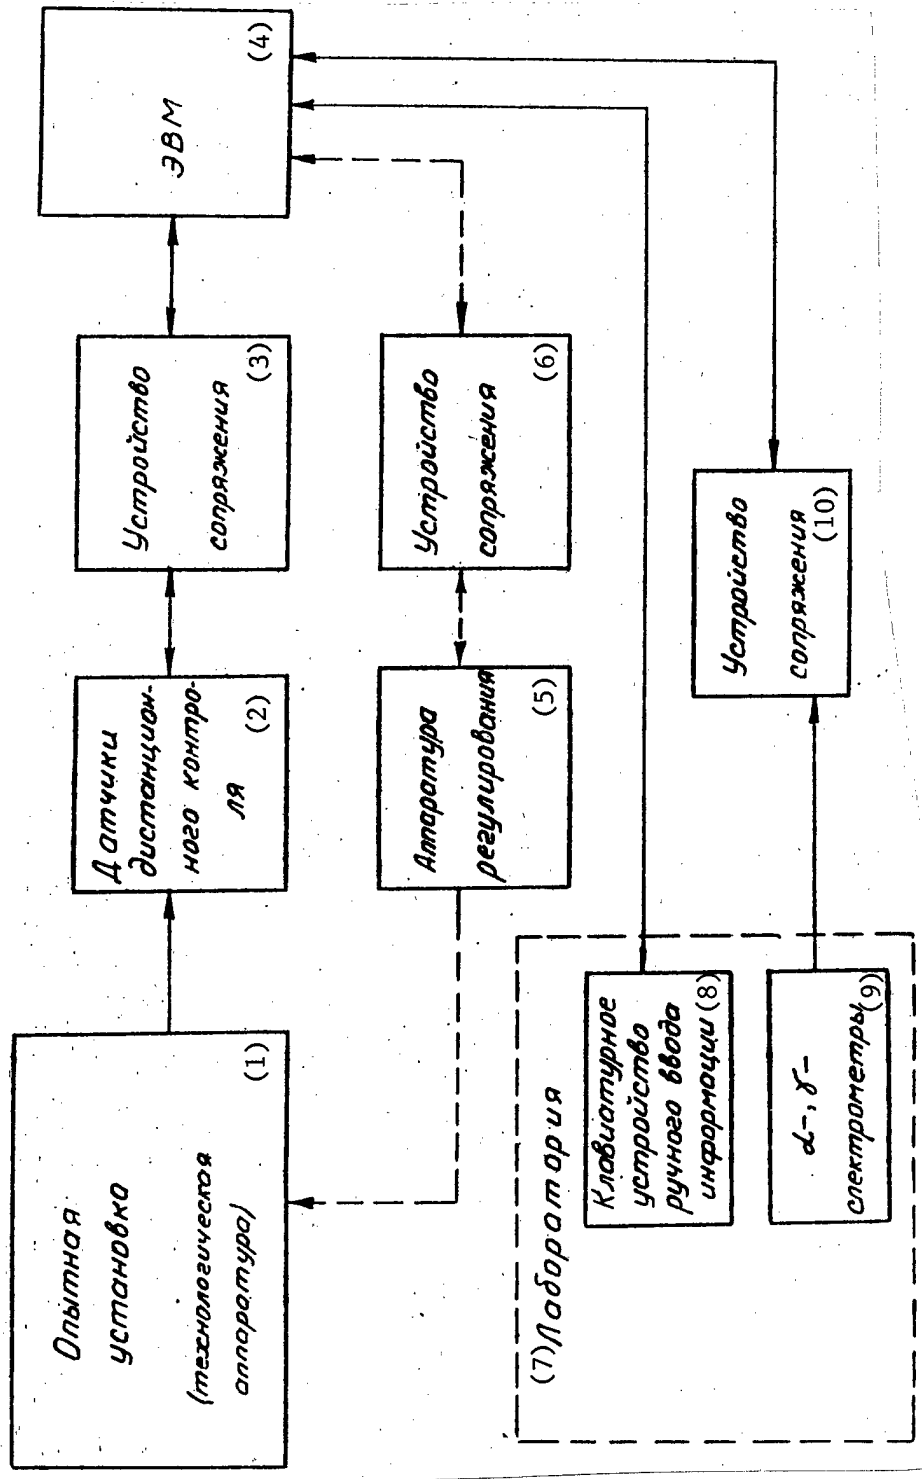 Опытная
установка
(технологическая
аппаратура)
(1)
Датчики
дистанцион-
ного контро-
ля
(2)
Устройство
сопряжения
(3)
ЭВМ
(4)
Аппаратура
регулирования
(5)
Устройство
сопряжения
(6)
(7) Лаборатория
Клавиатурное
устройство
ручного ввода
информации (8)
α-, γ-
спектрометры
(9)
Устройство
сопряжения
(10)